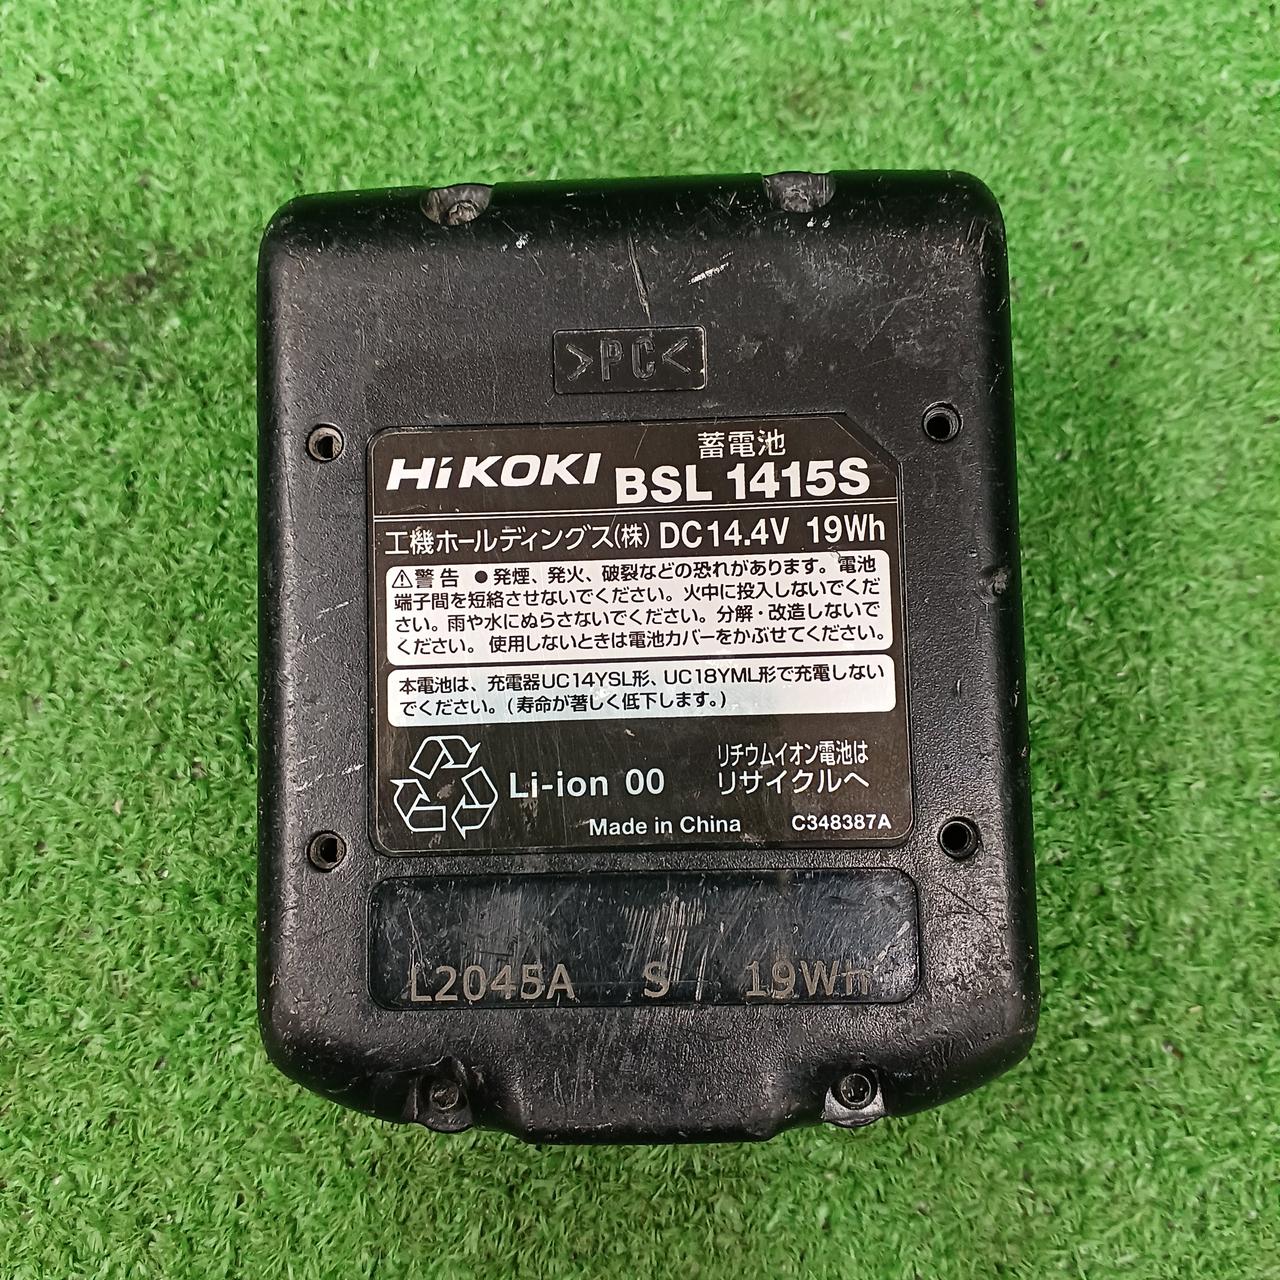 >PC<
蓄電池
HiKOKI BSL 1415S
工機ホールディングス(株) DC14.4V 19Wh
⚠警告 ●発煙、発火、破裂などの恐れがあります。電池
端子間を短絡させないでください。火中に投入しないでくだ
さい。雨や水にぬらさないでください。分解・改造しないで
ください。使用しないときは電池カバーをかぶせてください。
本電池は、充電器UC14YSL形、UC18YML形で充電しない
でください。(寿命が著しく低下します。)
リチウムイオン電池は
Li-ion 00 リサイクルへ
Made in China C348387A
L2045A S 19Wh